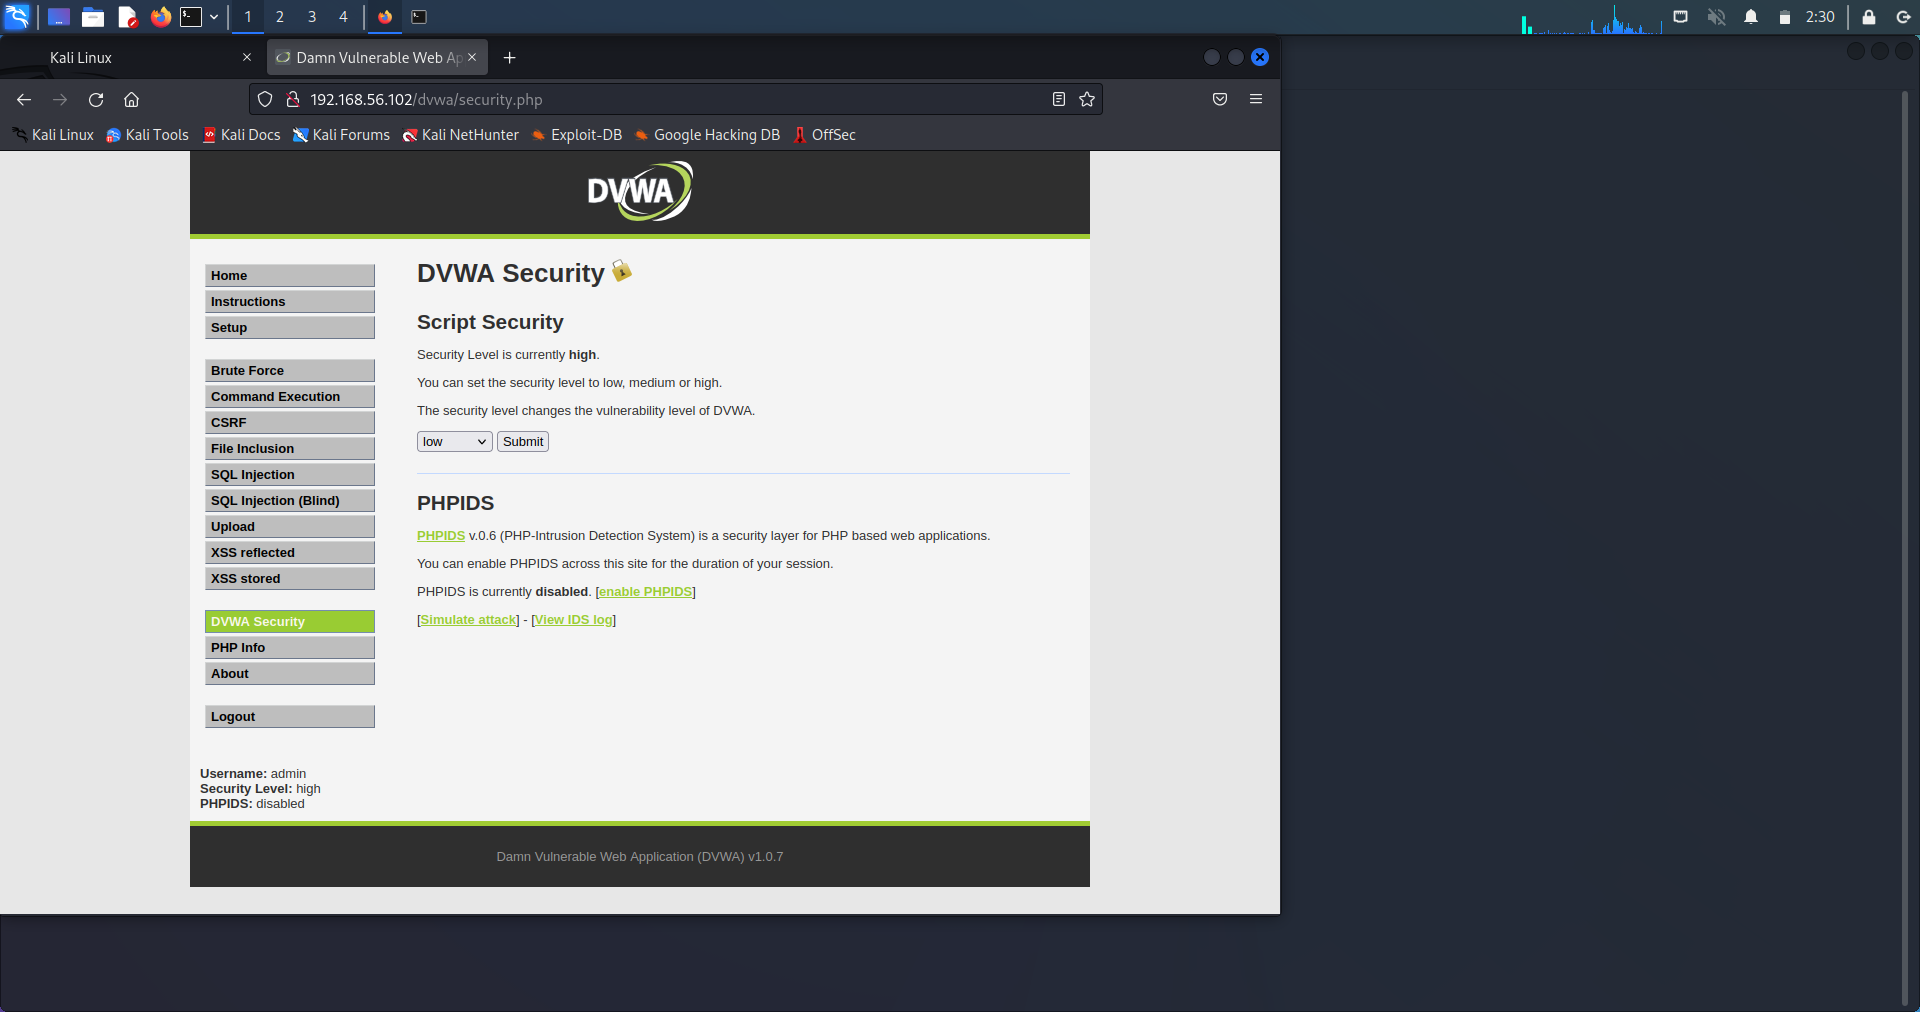 1 2 3 4 2:30
Kali Linux Damn Vulnerable Web Ap
192.168.56.102/dvwa/security.php
Kali Linux Kali Tools Kali Docs Kali Forums Kali NetHunter Exploit-DB Google Hacking DB OffSec
DVWA
Home
Instructions
Setup
Brute Force
Command Execution
CSRF
File Inclusion
SQL Injection
SQL Injection (Blind)
Upload
XSS reflected
XSS stored
DVWA Security
PHP Info
About
Logout
DVWA Security
Script Security
Security Level is currently high.
You can set the security level to low, medium or high.
The security level changes the vulnerability level of DVWA.
low Submit
PHPIDS
PHPIDS v.0.6 (PHP-Intrusion Detection System) is a security layer for PHP based web applications.
You can enable PHPIDS across this site for the duration of your session.
PHPIDS is currently disabled. [enable PHPIDS]
[Simulate attack] - [View IDS log]
Username: admin
Security Level: high
PHPIDS: disabled
Damn Vulnerable Web Application (DVWA) v1.0.7